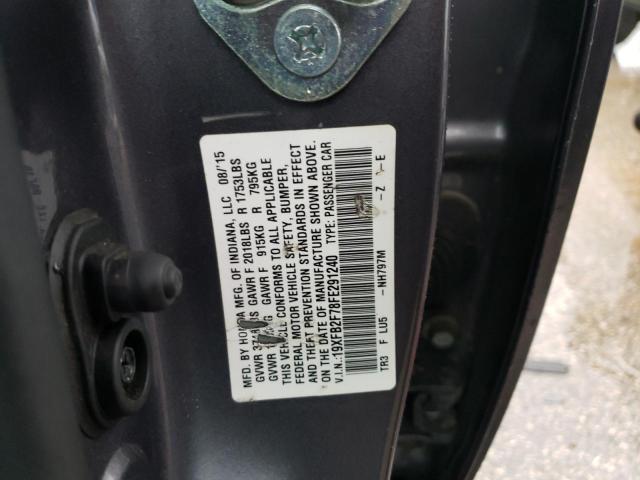 MFD. BY HONDA MFG. OF INDIANA, LLC 08/'15
GVWR GAWR F 2018LBS R 1753LBS
GVWR GAWR F 915KG R 795KG
THIS VEHICLE CONFORMS TO ALL APPLICABLE
FEDERAL MOTOR VEHICLE SAFETY, BUMPER,
AND THEFT PREVENTION STANDARDS IN EFFECT
ON THE DATE OF MANUFACTURE SHOWN ABOVE.
V.I.N.:19XFB2F78FE291240 TYPE: PASSENGER CAR
TR3 F LU5 -NH797M -Z -E